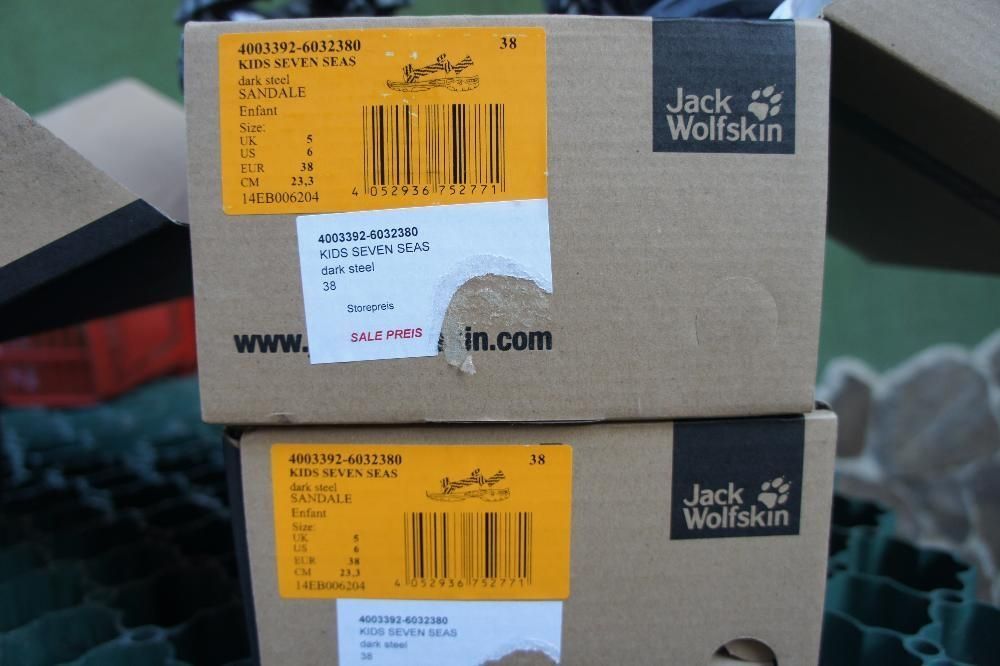 4003392-6032380 38
KIDS SEVEN SEAS
dark steel
SANDALE
Enfant
Size:
UK 5
US 6
EUR 38
CM 23,3
14EB006204
4 052936 752771
Jack
Wolfskin
4003392-6032380
KIDS SEVEN SEAS
dark steel
38
Storepreis
SALE PREIS
www. in.com
4003392-6032380 38
KIDS SEVEN SEAS
dark steel
SANDALE
Enfant
Size:
UK 5
US 6
EUR 38
CM 23,3
14EB006204
4 052936 752771
Jack
Wolfskin
4003392-6032380
KIDS SEVEN SEAS
dark steel
38